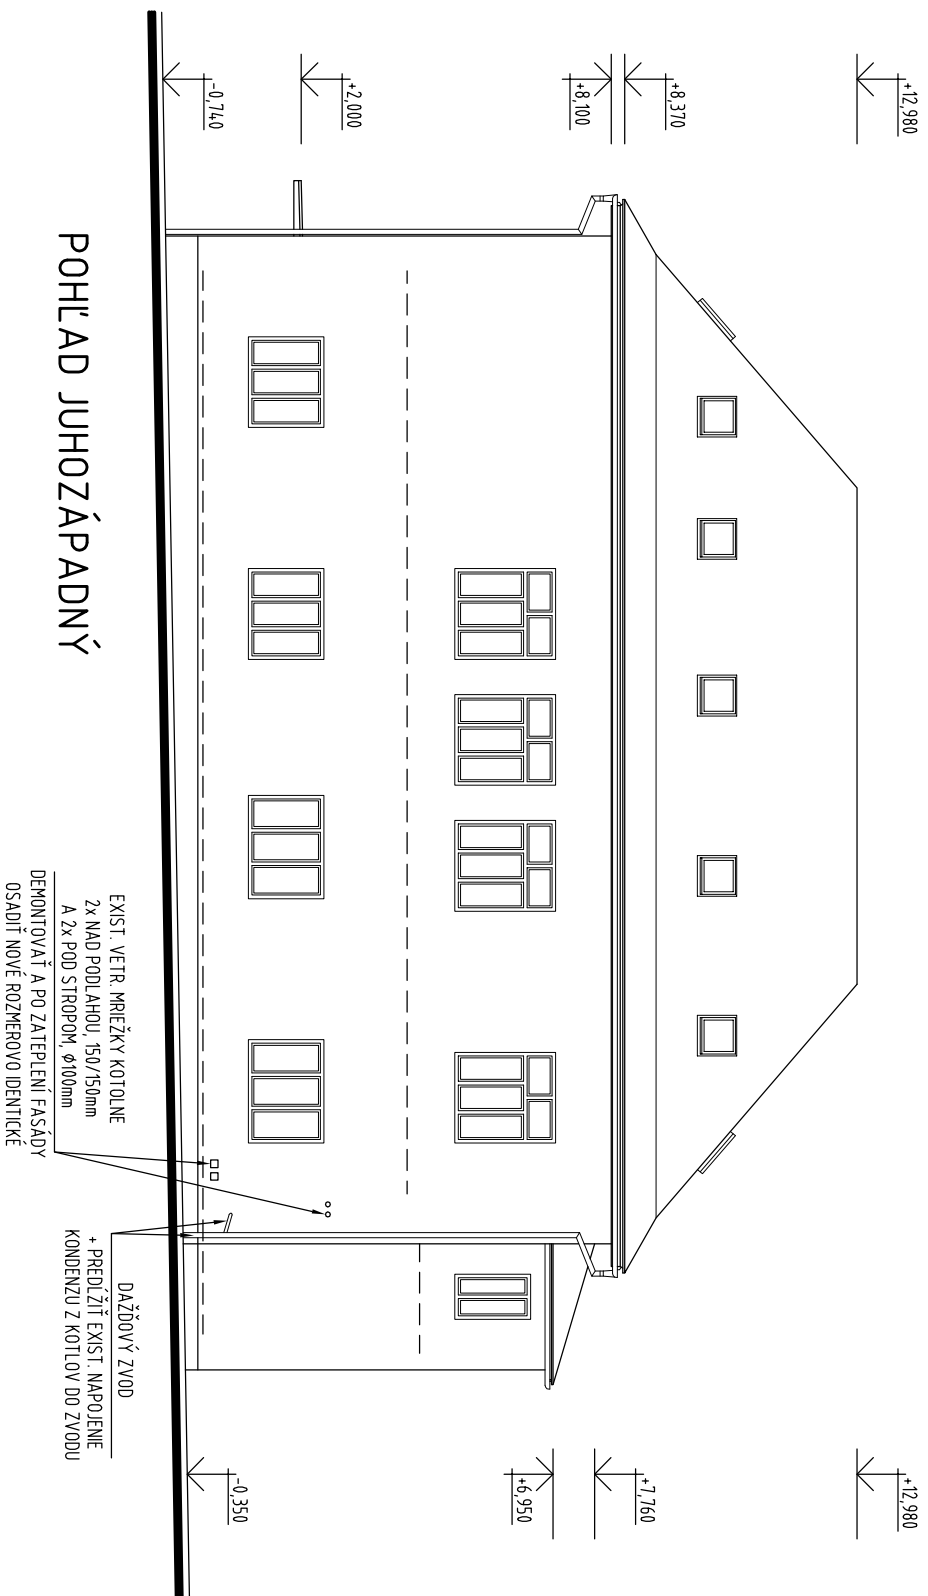 +12,980
+8,370
+8,100
+2,000
-0,740
+12,980
+7,760
+6,950
-0,350
POHĽAD JUHOZÁPADNÝ
EXIST. VETR. MRIEŽKY KOTOLNE
2x NAD PODLAHOU, 150/150mm
A 2x POD STROPOM, ϕ100mm
DEMONTOVAŤ A PO ZATEPLENÍ FASÁDY
OSADIŤ NOVÉ ROZMEROVO IDENTICKÉ
DAŽĎOVÝ ZVOD
+ PREDĹŽIŤ EXIST. NAPOJENIE
KONDENZU Z KOTLOV DO ZVODU